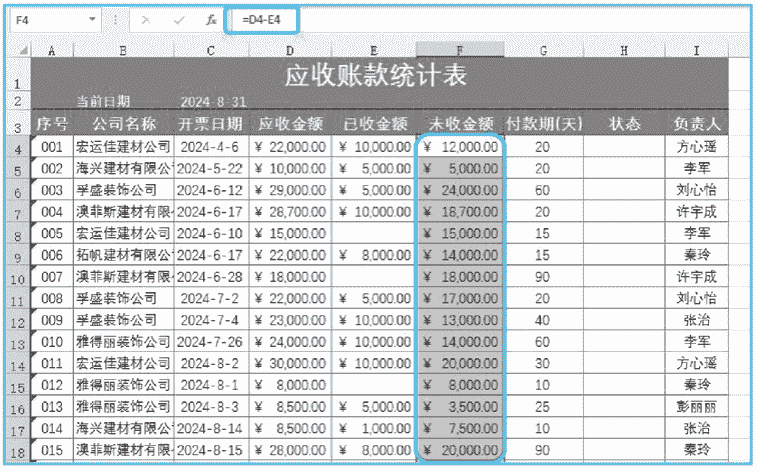 F4 fx =D4-E4
A B C D E F G H I
1 应收账款统计表
2 当前日期 2024-8-31
3 序号 公司名称 开票日期 应收金额 已收金额 未收金额 付款期(天) 状态 负责人
4 001 宏运佳建材公司 2024-4-6 ¥ 22,000.00 ¥ 10,000.00 ¥ 12,000.00 20 方心瑶
5 002 海兴建材有限公 2024-5-22 ¥ 10,000.00 ¥ 5,000.00 ¥ 5,000.00 20 李军
6 003 孚盛装饰公司 2024-6-12 ¥ 29,000.00 ¥ 5,000.00 ¥ 24,000.00 60 刘心怡
7 004 澳菲斯建材有限 2024-6-17 ¥ 28,700.00 ¥ 10,000.00 ¥ 18,700.00 20 许宇成
8 005 宏运佳建材公司 2024-6-10 ¥ 15,000.00 ¥ 15,000.00 15 李军
9 006 拓帆建材有限公 2024-6-17 ¥ 22,000.00 ¥ 8,000.00 ¥ 14,000.00 15 秦玲
10 007 澳菲斯建材有限 2024-6-28 ¥ 18,000.00 ¥ 18,000.00 90 许宇成
11 008 孚盛装饰公司 2024-7-2 ¥ 22,000.00 ¥ 5,000.00 ¥ 17,000.00 20 刘心怡
12 009 孚盛装饰公司 2024-7-4 ¥ 23,000.00 ¥ 10,000.00 ¥ 13,000.00 40 张治
13 010 雅得丽装饰公司 2024-7-26 ¥ 24,000.00 ¥ 10,000.00 ¥ 14,000.00 60 李军
14 011 宏运佳建材公司 2024-8-2 ¥ 30,000.00 ¥ 10,000.00 ¥ 20,000.00 30 方心瑶
15 012 雅得丽装饰公司 2024-8-1 ¥ 8,000.00 ¥ 8,000.00 10 秦玲
16 013 雅得丽装饰公司 2024-8-3 ¥ 8,500.00 ¥ 5,000.00 ¥ 3,500.00 25 彭丽丽
17 014 海兴建材有限公 2024-8-14 ¥ 8,500.00 ¥ 1,000.00 ¥ 7,500.00 10 张治
18 015 澳菲斯建材有限 2024-8-15 ¥ 28,000.00 ¥ 8,000.00 ¥ 20,000.00 90 秦玲